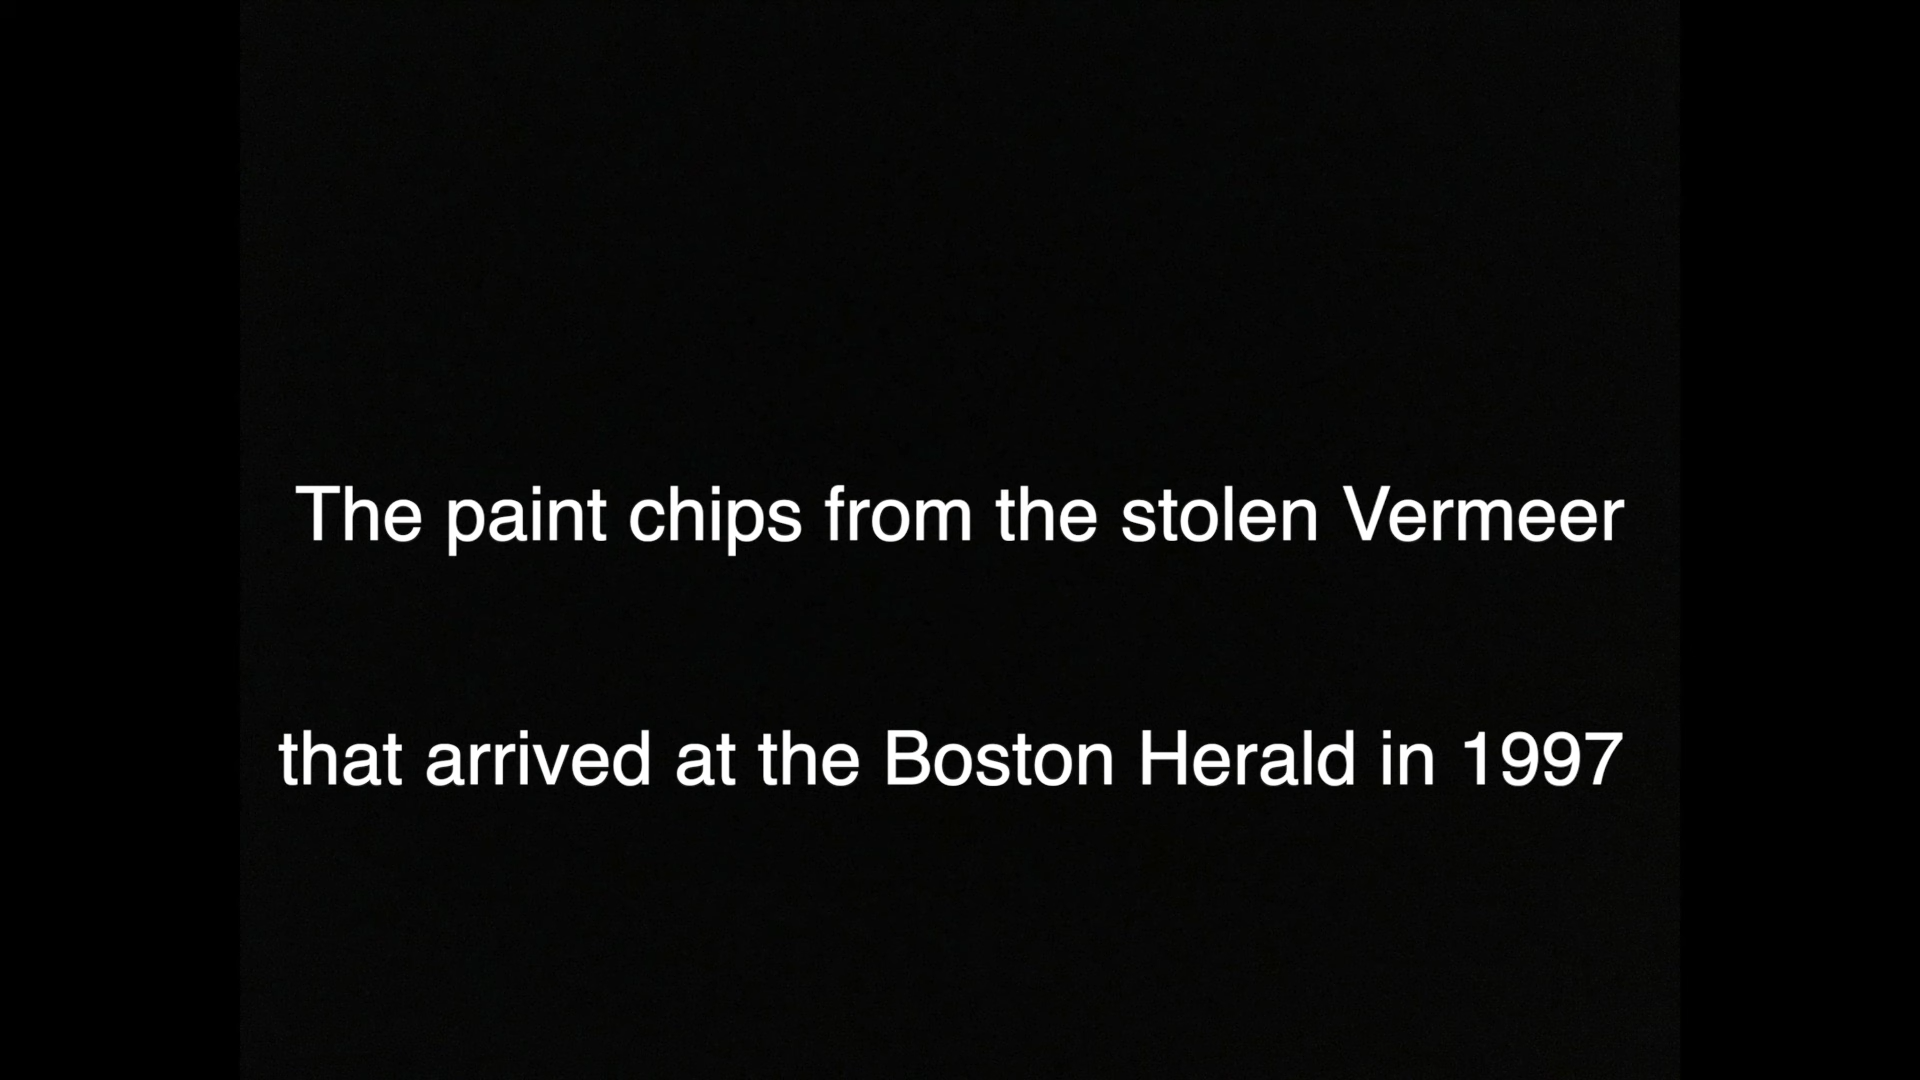 The paint chips from the stolen Vermeer
that arrived at the Boston Herald in 1997